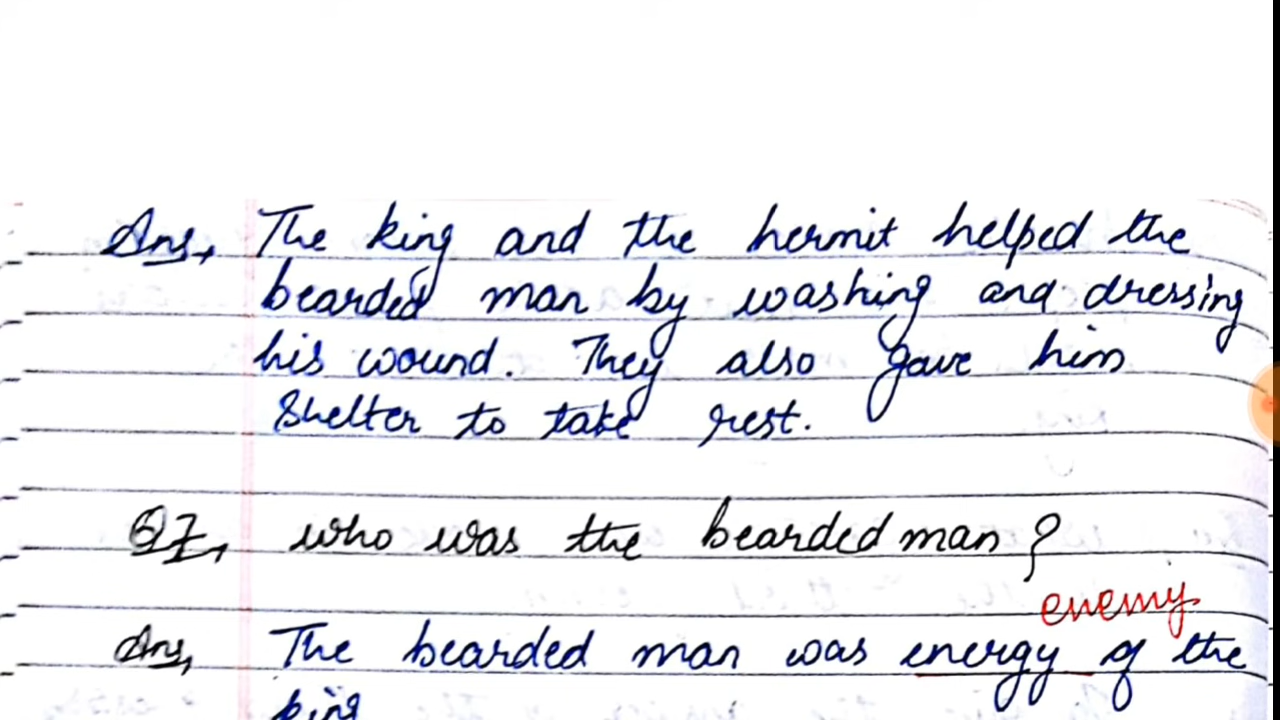 Ans, The king and the hermit helped the
bearded man by washing and dressing
his wound. They also gave him
Shelter to take rest.
Q7, who was the bearded man?
enemy
Ans, The bearded man was energy of the
king